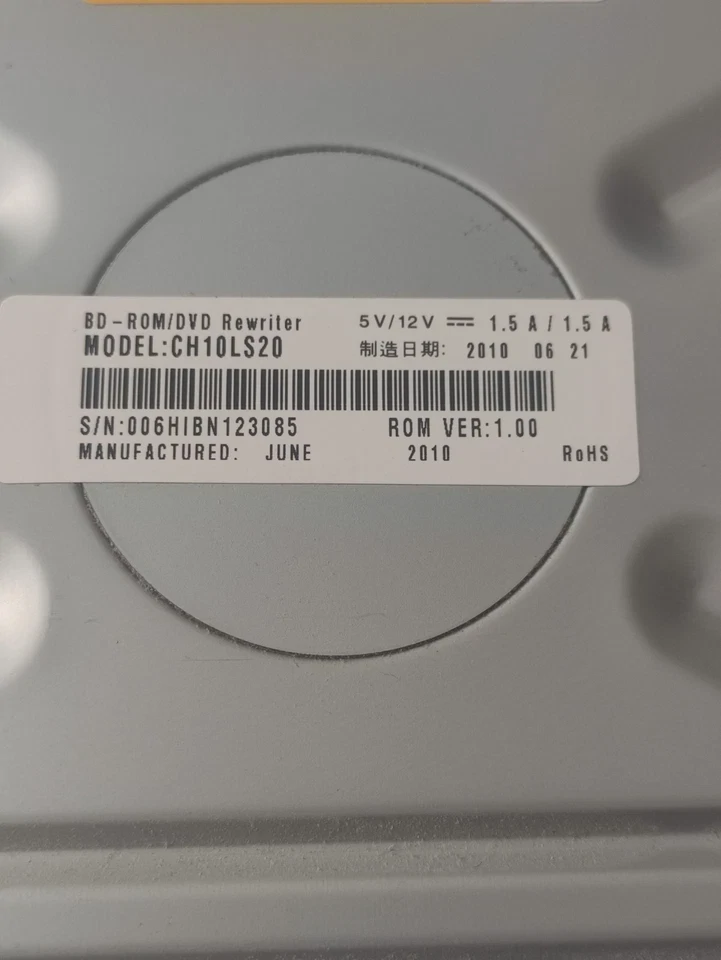 BD-ROM/DVD Rewriter 5V/12V ⎓ 1.5 A / 1.5 A
MODEL:CH10LS20 制造日期: 2010 06 21
S/N:006HIBN123085 ROM VER:1.00
MANUFACTURED: JUNE 2010 RoHS